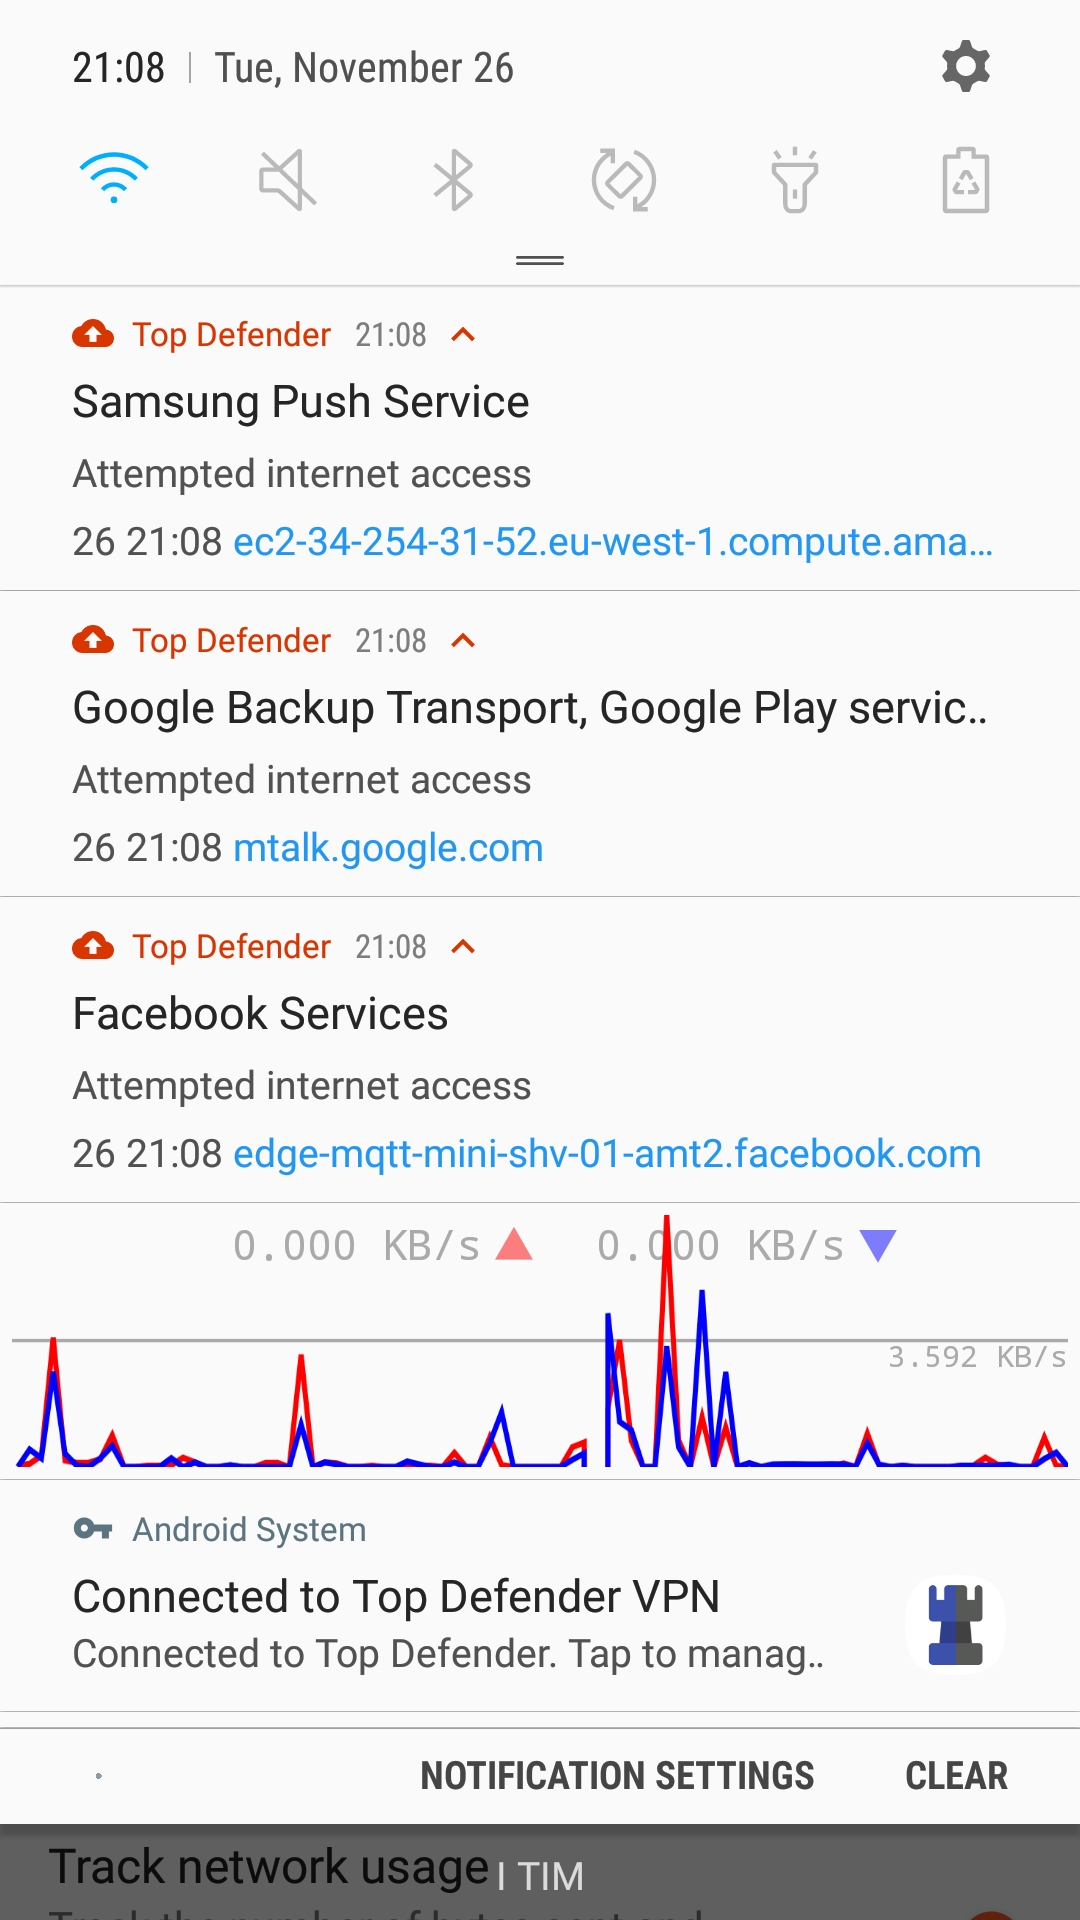 21:08 | Tue, November 26
Top Defender 21:08
Samsung Push Service
Attempted internet access
26 21:08 ec2-34-254-31-52.eu-west-1.compute.ama...
Top Defender 21:08
Google Backup Transport, Google Play servic..
Attempted internet access
26 21:08 mtalk.google.com
Top Defender 21:08
Facebook Services
Attempted internet access
26 21:08 edge-mqtt-mini-shv-01-amt2.facebook.com
0.000 KB/s 0.000 KB/s
3.592 KB/s
Android System
Connected to Top Defender VPN
Connected to Top Defender. Tap to manag..
NOTIFICATION SETTINGS CLEAR
Track network usage
I TIM